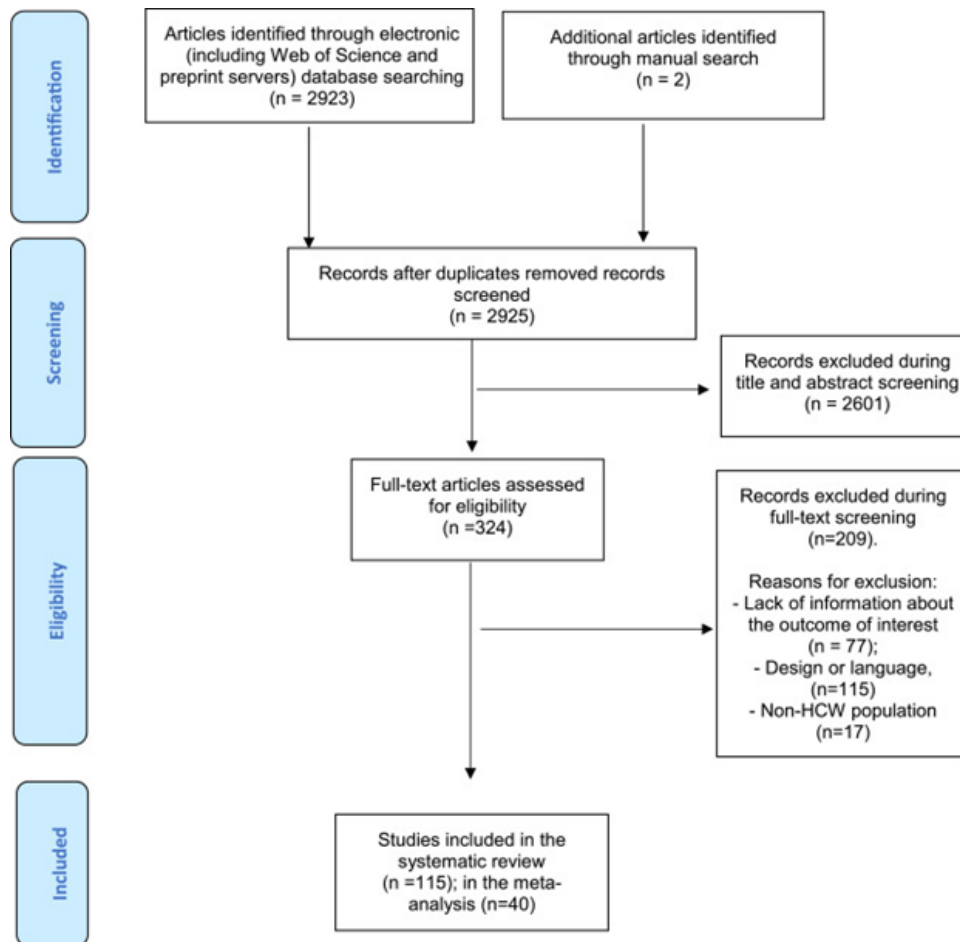 Identification
Articles identified through electronic
(including Web of Science and
preprint servers) database searching
(n = 2923)
Additional articles identified
through manual search
(n = 2)
Screening
Records after duplicates removed records
screened
(n = 2925)
Records excluded during
title and abstract screening
(n = 2601)
Eligibility
Full-text articles assessed
for eligibility
(n =324)
Records excluded during
full-text screening
(n=209).
Reasons for exclusion:
- Lack of information about
the outcome of interest
(n = 77);
- Design or language,
(n=115)
- Non-HCW population
(n=17)
Included
Studies included in the
systematic review
(n =115); in the meta-
analysis (n=40)